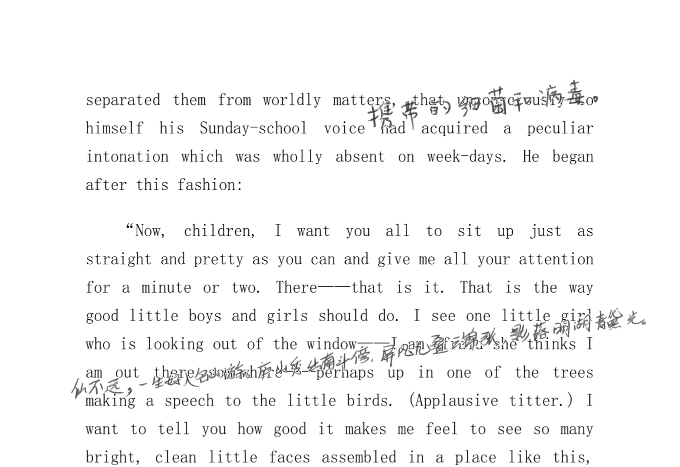 separated them from worldly matters, that unconsciously to
携带的细菌和病毒。
himself his Sunday-school voice had acquired a peculiar
intonation which was wholly absent on week-days. He began
after this fashion:
“Now, children, I want you all to sit up just as
straight and pretty as you can and give me all your attention
for a minute or two. There——that is it. That is the way
good little boys and girls should do. I see one little girl
who is looking out of the window——I am afraid she thinks I
仙不远，一生好入名山游庐山秀出南斗傍，屏风九叠云锦张，影落明湖青黛光。
am out there somewhere——perhaps up in one of the trees
making a speech to the little birds. (Applausive titter.) I
want to tell you how good it makes me feel to see so many
bright, clean little faces assembled in a place like this,